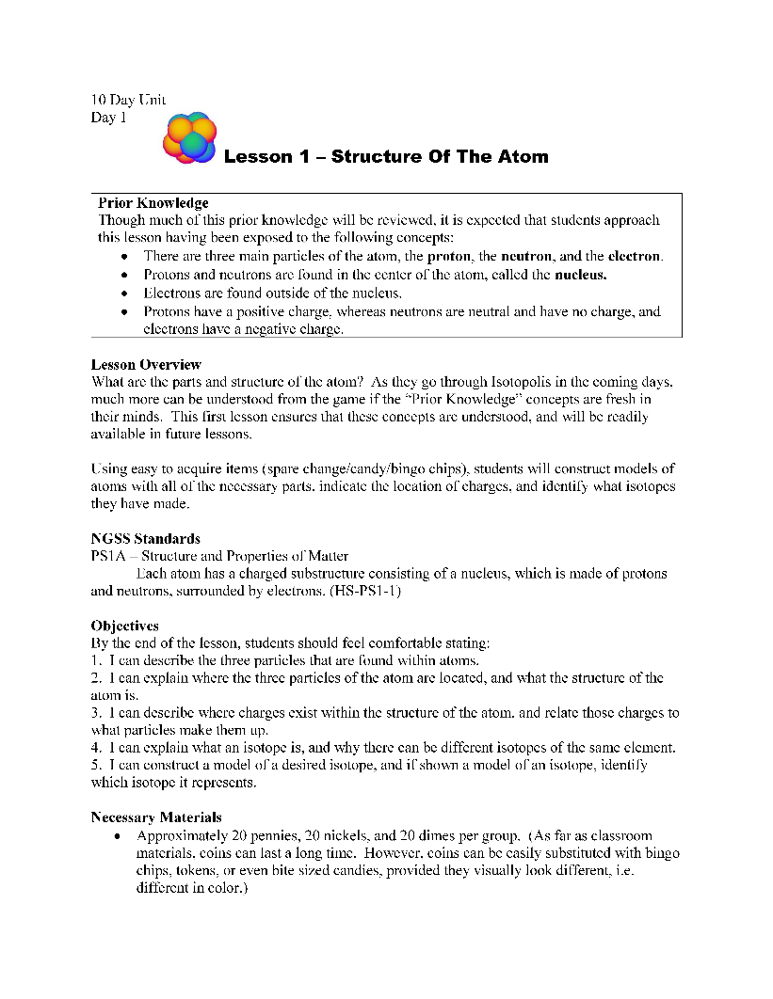 10 Day Unit
Day 1
Lesson 1 – Structure Of The Atom
Prior Knowledge
Though much of this prior knowledge will be reviewed, it is expected that students approach
this lesson having been exposed to the following concepts:
• There are three main particles of the atom, the proton, the neutron, and the electron.
• Protons and neutrons are found in the center of the atom, called the nucleus.
• Electrons are found outside of the nucleus.
• Protons have a positive charge, whereas neutrons are neutral and have no charge, and
electrons have a negative charge.
Lesson Overview
What are the parts and structure of the atom?  As they go through Isotopolis in the coming days,
much more can be understood from the game if the “Prior Knowledge” concepts are fresh in
their minds.  This first lesson ensures that these concepts are understood, and will be readily
available in future lessons.
Using easy to acquire items (spare change/candy/bingo chips), students will construct models of
atoms with all of the necessary parts, indicate the location of charges, and identify what isotopes
they have made.
NGSS Standards
PS1A – Structure and Properties of Matter
Each atom has a charged substructure consisting of a nucleus, which is made of protons
and neutrons, surrounded by electrons. (HS-PS1-1)
Objectives
By the end of the lesson, students should feel comfortable stating:
1.  I can describe the three particles that are found within atoms.
2.  I can explain where the three particles of the atom are located, and what the structure of the
atom is.
3.  I can describe where charges exist within the structure of the atom, and relate those charges to
what particles make them up.
4.  I can explain what an isotope is, and why there can be different isotopes of the same element.
5.  I can construct a model of a desired isotope, and if shown a model of an isotope, identify
which isotope it represents.
Necessary Materials
• Approximately 20 pennies, 20 nickels, and 20 dimes per group.  (As far as classroom
materials, coins can last a long time.  However, coins can be easily substituted with bingo
chips, tokens, or even bite sized candies, provided they visually look different, i.e.
different in color.)